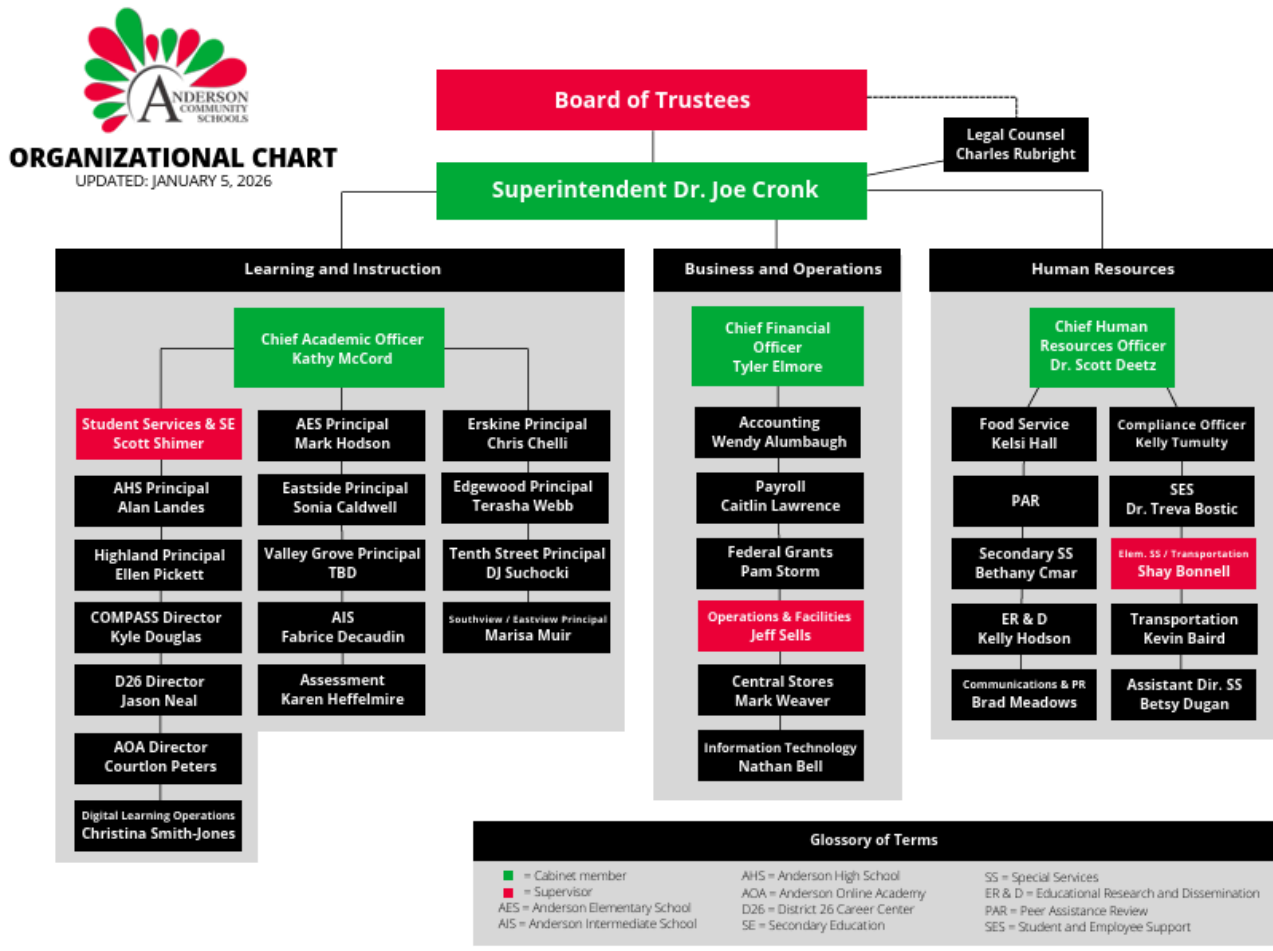 ANDERSON
COMMUNITY
SCHOOLS
ORGANIZATIONAL CHART
UPDATED: JANUARY 5, 2026
Board of Trustees
Legal Counsel
Charles Rubright
Superintendent Dr. Joe Cronk
Learning and Instruction
Chief Academic Officer
Kathy McCord
Student Services & SE
Scott Shimer
AHS Principal
Alan Landes
Highland Principal
Ellen Pickett
COMPASS Director
Kyle Douglas
D26 Director
Jason Neal
AOA Director
Courtlon Peters
Digital Learning Operations
Christina Smith-Jones
AES Principal
Mark Hodson
Eastside Principal
Sonia Caldwell
Valley Grove Principal
TBD
AIS
Fabrice Decaudin
Assessment
Karen Heffelmire
Erskine Principal
Chris Chelli
Edgewood Principal
Terasha Webb
Tenth Street Principal
DJ Suchocki
Southview / Eastview Principal
Marisa Muir
Business and Operations
Chief Financial
Officer
Tyler Elmore
Accounting
Wendy Alumbaugh
Payroll
Caitlin Lawrence
Federal Grants
Pam Storm
Operations & Facilities
Jeff Sells
Central Stores
Mark Weaver
Information Technology
Nathan Bell
Human Resources
Chief Human
Resources Officer
Dr. Scott Deetz
Food Service
Kelsi Hall
PAR
Secondary SS
Bethany Cmar
ER & D
Kelly Hodson
Communications & PR
Brad Meadows
Compliance Officer
Kelly Tumulty
SES
Dr. Treva Bostic
Elem. SS / Transportation
Shay Bonnell
Transportation
Kevin Baird
Assistant Dir. SS
Betsy Dugan
Glossary of Terms
= Cabinet member
= Supervisor
AES = Anderson Elementary School
AIS = Anderson Intermediate School
AHS = Anderson High School
AOA = Anderson Online Academy
D26 = District 26 Career Center
SE = Secondary Education
SS = Special Services
ER & D = Educational Research and Dissemination
PAR = Peer Assistance Review
SES = Student and Employee Support